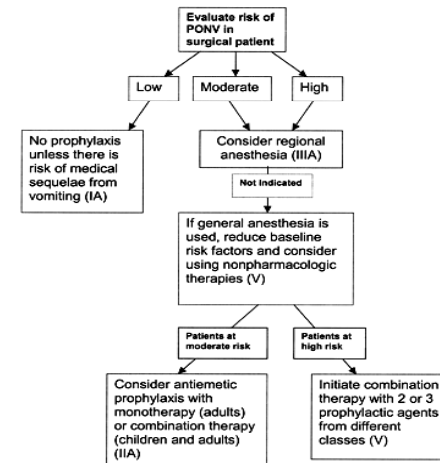 Evaluate risk of
PONV in
surgical patient
Low
Moderate
High
No prophylaxis
unless there is
risk of medical
sequelae from
vomiting (IA)
Consider regional
anesthesia (IIIA)
Not Indicated
If general anesthesia is
used, reduce baseline
risk factors and consider
using nonpharmacologic
therapies (V)
Patients at
moderate risk
Patients at
high risk
Consider antiemetic
prophylaxis with
monotherapy (adults)
or combination therapy
(children and adults)
(IIA)
Initiate combination
therapy with 2 or 3
prophylactic agents
from different
classes (V)